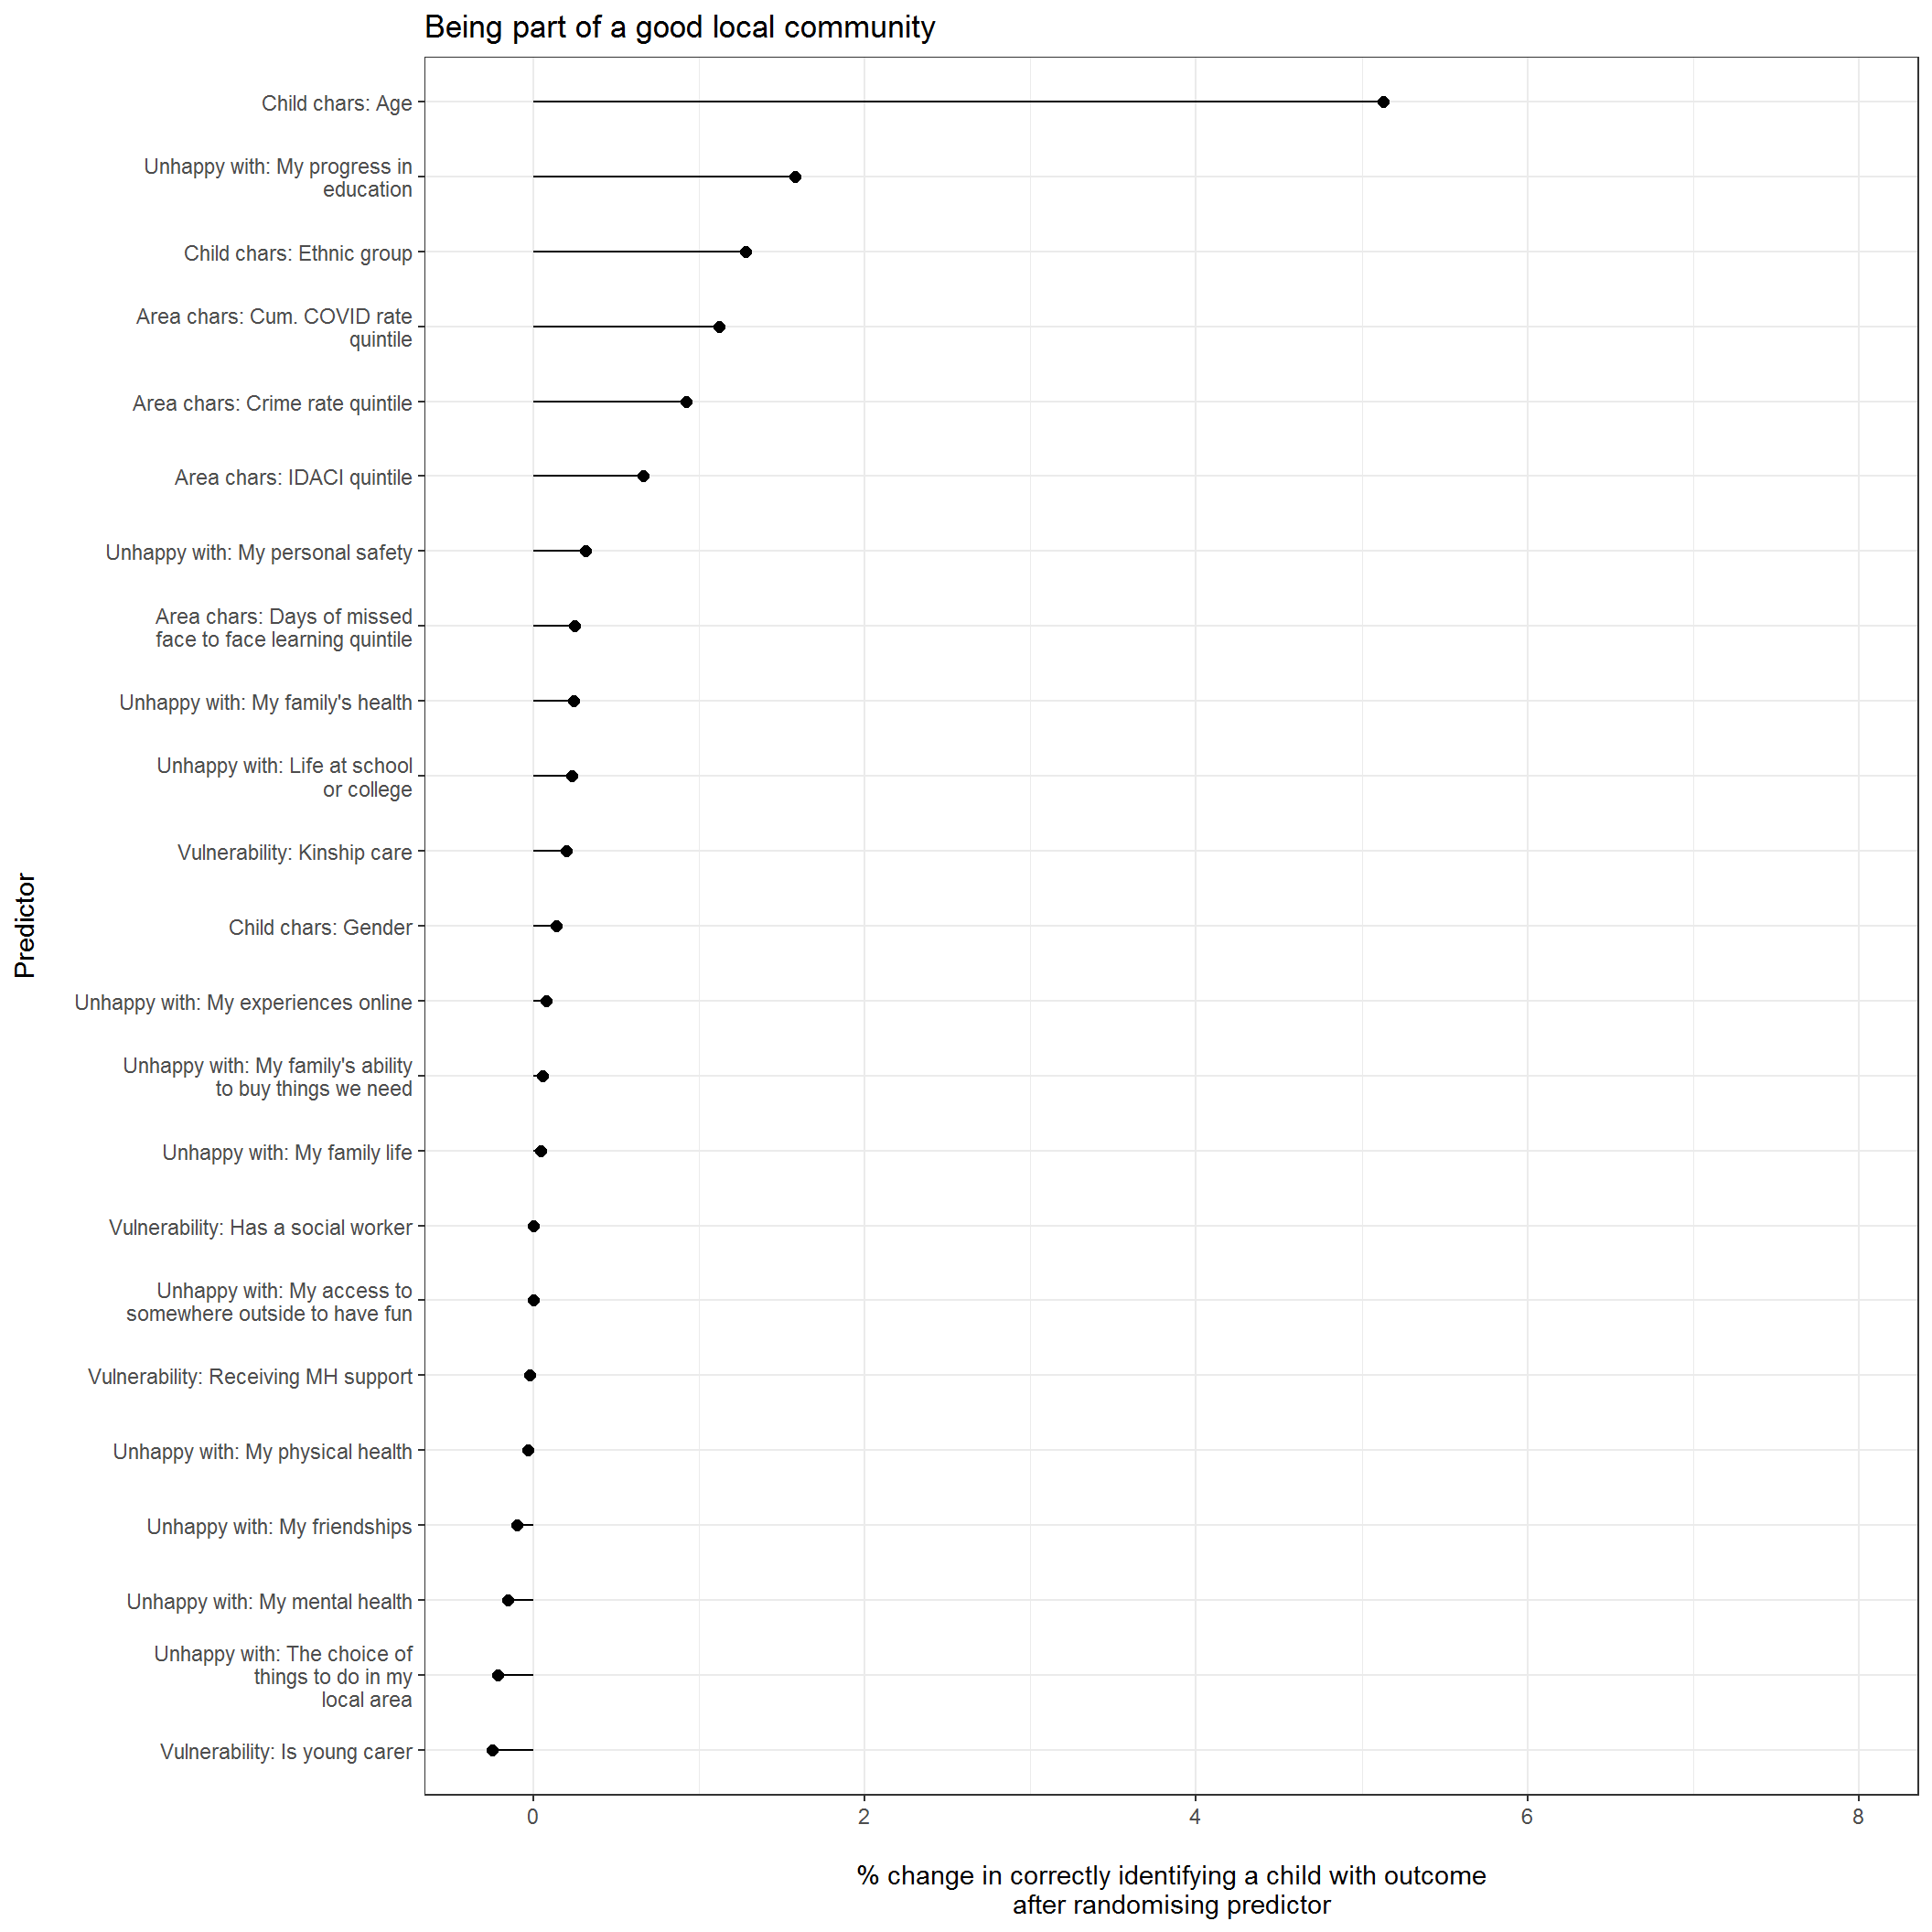 Being part of a good local community
Child chars: Age
Unhappy with: My progress in
education
Child chars: Ethnic group
Area chars: Cum. COVID rate
quintile
Area chars: Crime rate quintile
Area chars: IDACI quintile
Unhappy with: My personal safety
Area chars: Days of missed
face to face learning quintile
Unhappy with: My family's health
Unhappy with: Life at school
or college
Vulnerability: Kinship care
Child chars: Gender
Unhappy with: My experiences online
Unhappy with: My family's ability
to buy things we need
Unhappy with: My family life
Vulnerability: Has a social worker
Unhappy with: My access to
somewhere outside to have fun
Vulnerability: Receiving MH support
Unhappy with: My physical health
Unhappy with: My friendships
Unhappy with: My mental health
Unhappy with: The choice of
things to do in my
local area
Vulnerability: Is young carer
Predictor
0 2 4 6 8
% change in correctly identifying a child with outcome
after randomising predictor